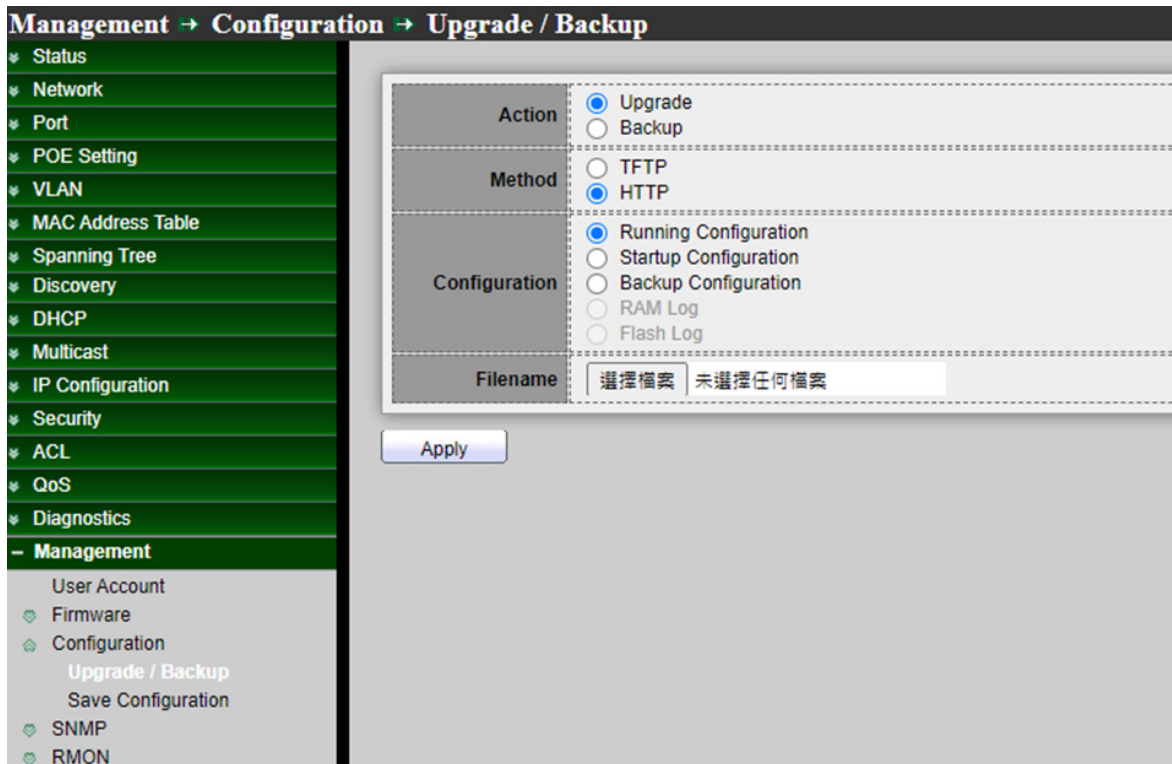 Management → Configuration → Upgrade / Backup
Status
Network
Port
POE Setting
VLAN
MAC Address Table
Spanning Tree
Discovery
DHCP
Multicast
IP Configuration
Security
ACL
QoS
Diagnostics
Management
User Account
Firmware
Configuration
Upgrade / Backup
Save Configuration
SNMP
RMON
Action
Upgrade
Backup
Method
TFTP
HTTP
Configuration
Running Configuration
Startup Configuration
Backup Configuration
RAM Log
Flash Log
Filename
選擇檔案 未選擇任何檔案
Apply